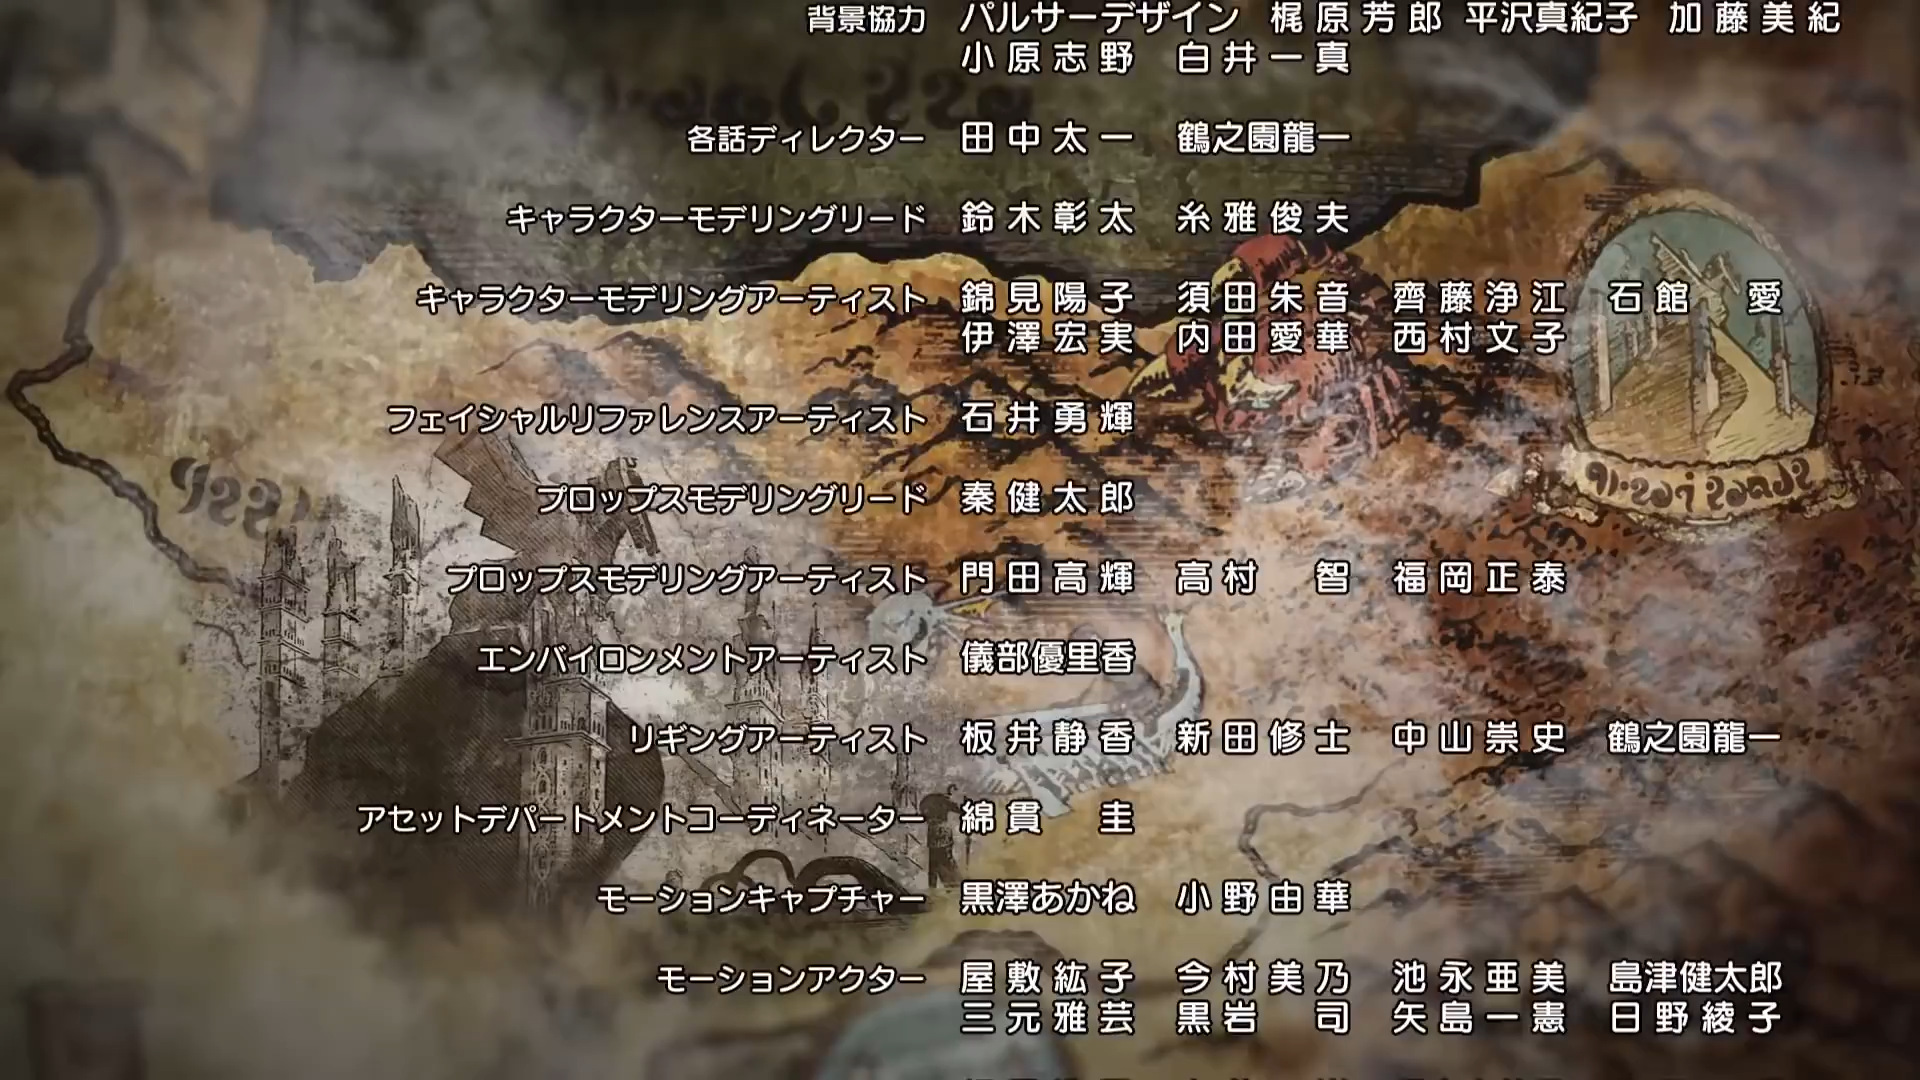 背景協力 パルサーデザイン 梶原芳郎 平沢真紀子 加藤美紀
小原志野 白井一真
各話ディレクター 田中太一 鶴之園龍一
キャラクターモデリングリード 鈴木彰太 糸雅俊夫
キャラクターモデリングアーティスト 錦見陽子 須田朱音 齊藤浄江 石館 愛
伊澤宏実 内田愛華 西村文子
フェイシャルリファレンスアーティスト 石井勇輝
プロップスモデリングリード 秦健太郎
プロップスモデリングアーティスト 門田高輝 高村 智 福岡正泰
エンバイロンメントアーティスト 儀部優里香
リギングアーティスト 板井静香 新田修士 中山崇史 鶴之園龍一
アセットデパートメントコーディネーター 綿貫 圭
モーションキャプチャー 黒澤あかね 小野由華
モーションアクター 屋敷紘子 今村美乃 池永亜美 島津健太郎
三元雅芸 黒岩 司 矢島一憲 日野綾子